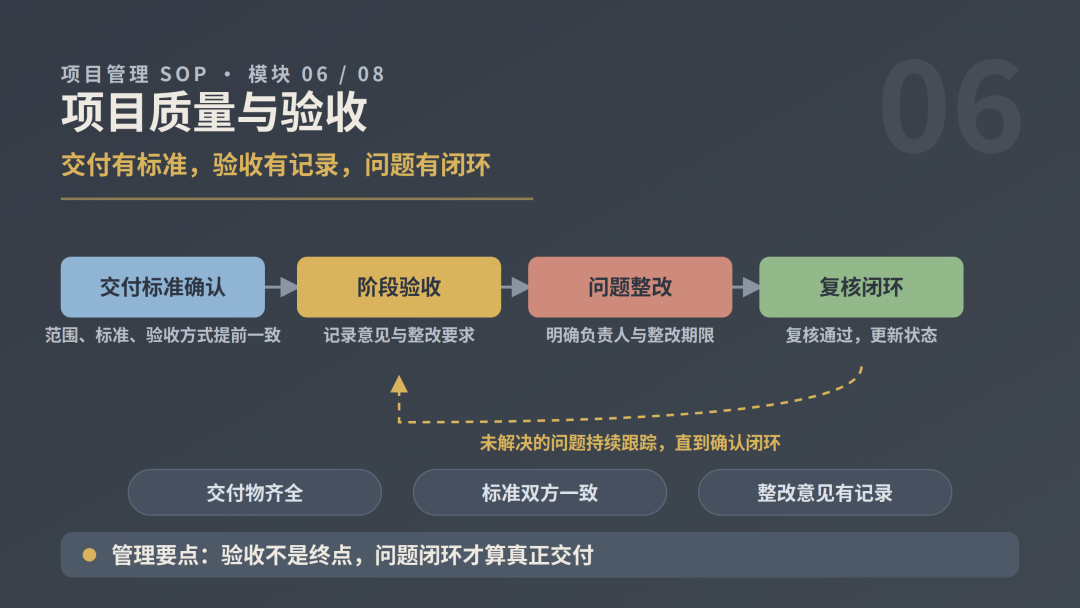 项目管理 SOP · 模块 06 / 08
06
项目质量与验收
交付有标准，验收有记录，问题有闭环
交付标准确认
阶段验收
问题整改
复核闭环
范围、标准、验收方式提前一致
记录意见与整改要求
明确负责人与整改期限
复核通过，更新状态
未解决的问题持续跟踪，直到确认闭环
交付物齐全
标准双方一致
整改意见有记录
管理要点：验收不是终点，问题闭环才算真正交付